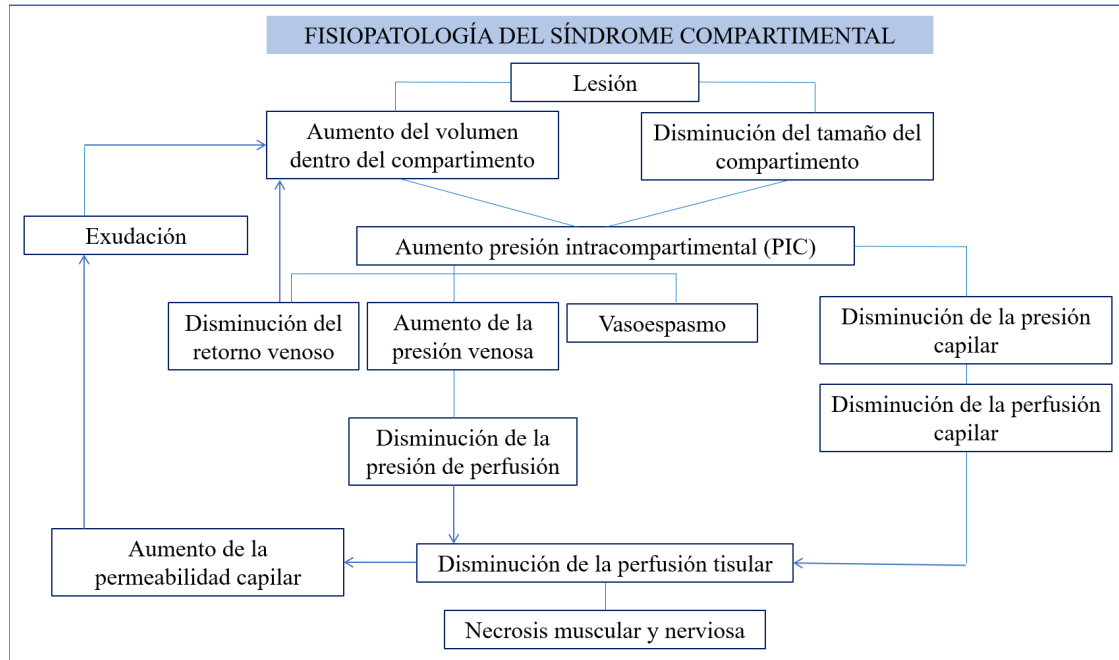 FISIOPATOLOGÍA DEL SÍNDROME COMPARTIMENTAL
Lesión
Aumento del volumen
dentro del compartimento
Disminución del tamaño del
compartimento
Exudación
Aumento presión intracompartimental (PIC)
Disminución del
retorno venoso
Aumento de la
presión venosa
Vasoespasmo
Disminución de la presión
capilar
Disminución de la perfusión
capilar
Disminución de la
presión de perfusión
Aumento de la
permeabilidad capilar
Disminución de la perfusión tisular
Necrosis muscular y nerviosa